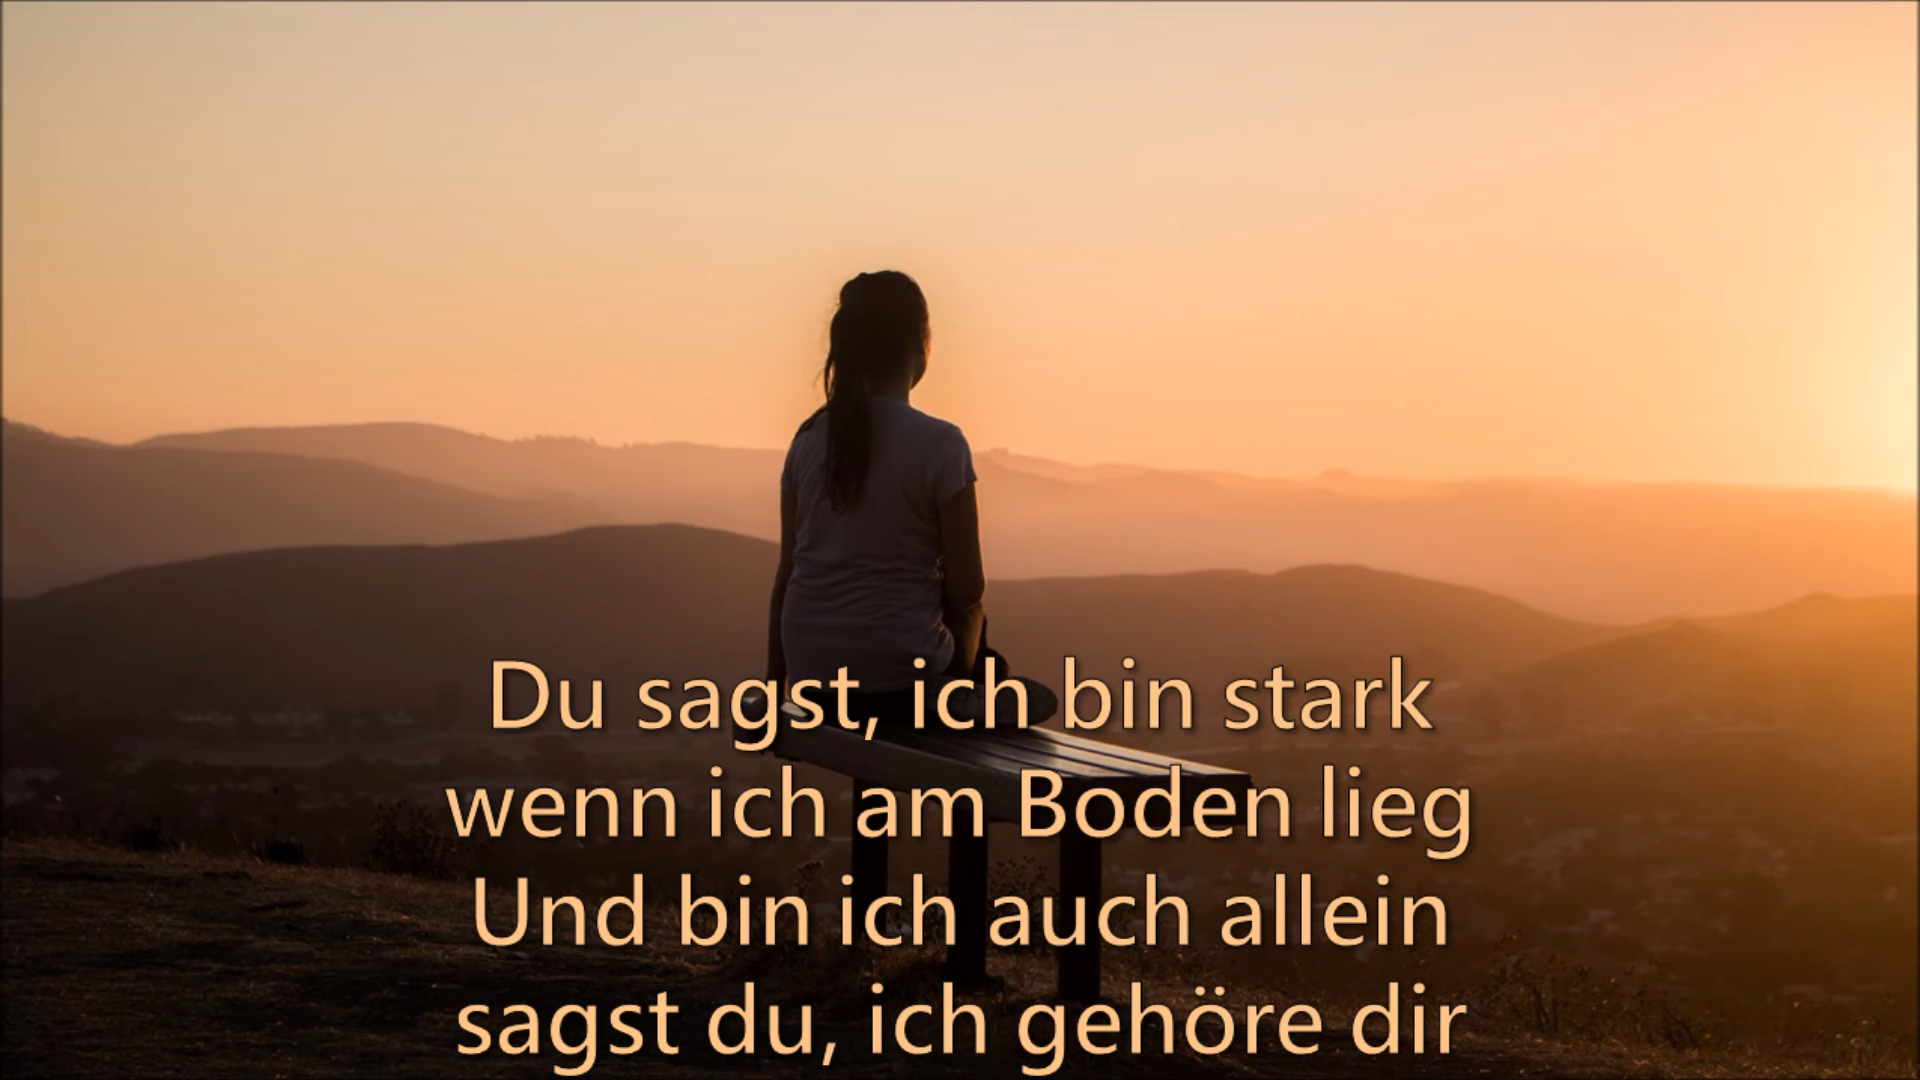 Du sagst, ich bin stark
wenn ich am Boden lieg
Und bin ich auch allein
sagst du, ich gehöre dir